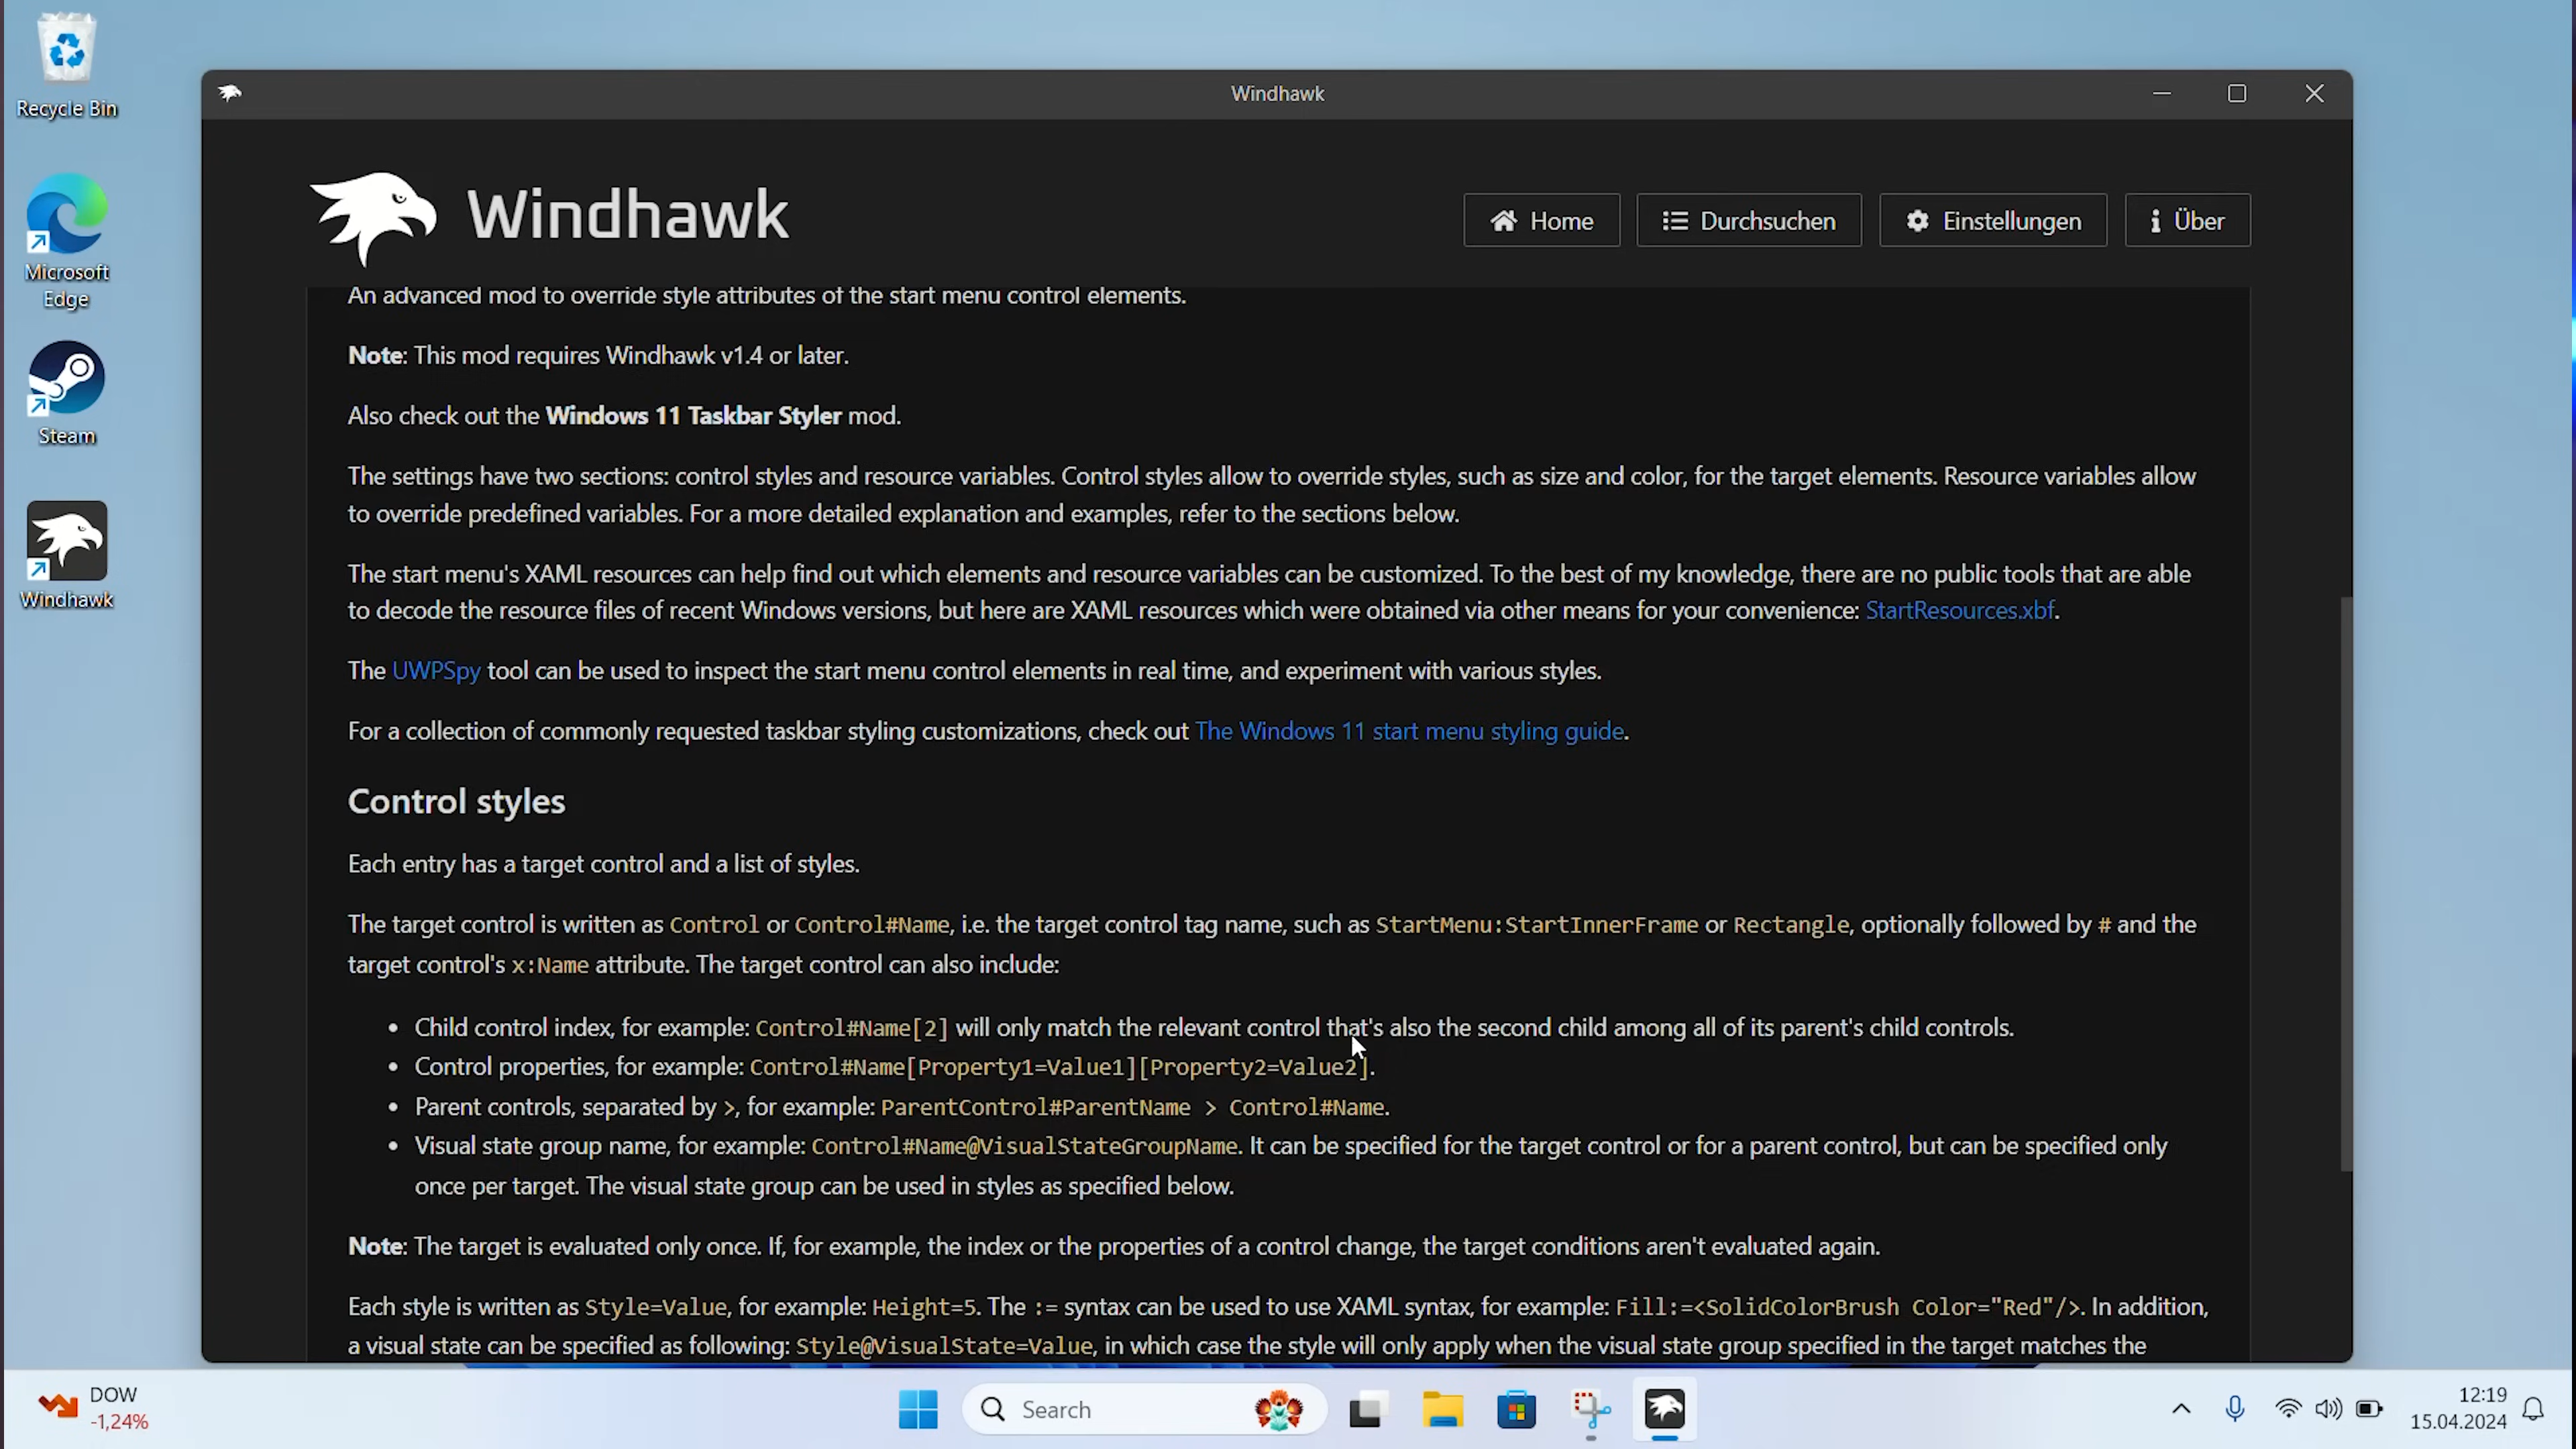 Recycle Bin
Microsoft
Edge
Steam
Windhawk
Windhawk
Windhawk
Home
Durchsuchen
Einstellungen
Über
An advanced mod to override style attributes of the start menu control elements.
Note: This mod requires Windhawk v1.4 or later.
Also check out the Windows 11 Taskbar Styler mod.
The settings have two sections: control styles and resource variables. Control styles allow to override styles, such as size and color, for the target elements. Resource variables allow
to override predefined variables. For a more detailed explanation and examples, refer to the sections below.
The start menu's XAML resources can help find out which elements and resource variables can be customized. To the best of my knowledge, there are no public tools that are able
to decode the resource files of recent Windows versions, but here are XAML resources which were obtained via other means for your convenience: StartResources.xbf.
The UWPSpy tool can be used to inspect the start menu control elements in real time, and experiment with various styles.
For a collection of commonly requested taskbar styling customizations, check out The Windows 11 start menu styling guide.
Control styles
Each entry has a target control and a list of styles.
The target control is written as Control or Control#Name, i.e. the target control tag name, such as StartMenu:StartInnerFrame or Rectangle, optionally followed by # and the
target control's x:Name attribute. The target control can also include:
• Child control index, for example: Control#Name[2] will only match the relevant control that's also the second child among all of its parent's child controls.
• Control properties, for example: Control#Name[Property1=Value1][Property2=Value2].
• Parent controls, separated by >, for example: ParentControl#ParentName > Control#Name.
• Visual state group name, for example: Control#Name@VisualStateGroupName. It can be specified for the target control or for a parent control, but can be specified only
once per target. The visual state group can be used in styles as specified below.
Note: The target is evaluated only once. If, for example, the index or the properties of a control change, the target conditions aren't evaluated again.
Each style is written as Style=Value, for example: Height=5. The := syntax can be used to use XAML syntax, for example: Fill:=<SolidColorBrush Color="Red"/>. In addition,
a visual state can be specified as following: Style@VisualState=Value, in which case the style will only apply when the visual state group specified in the target matches the
DOW
-1,24%
Search
12:19
15.04.2024